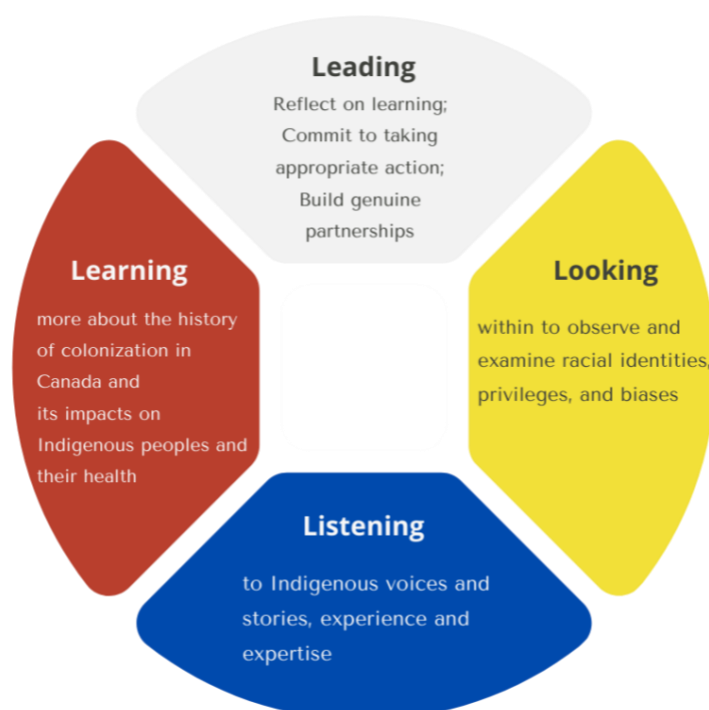 Leading
Reflect on learning;
Commit to taking
appropriate action;
Build genuine
partnerships
Learning
more about the history
of colonization in
Canada and
its impacts on
Indigenous peoples and
their health
Looking
within to observe and
examine racial identities,
privileges, and biases
Listening
to Indigenous voices and
stories, experience and
expertise